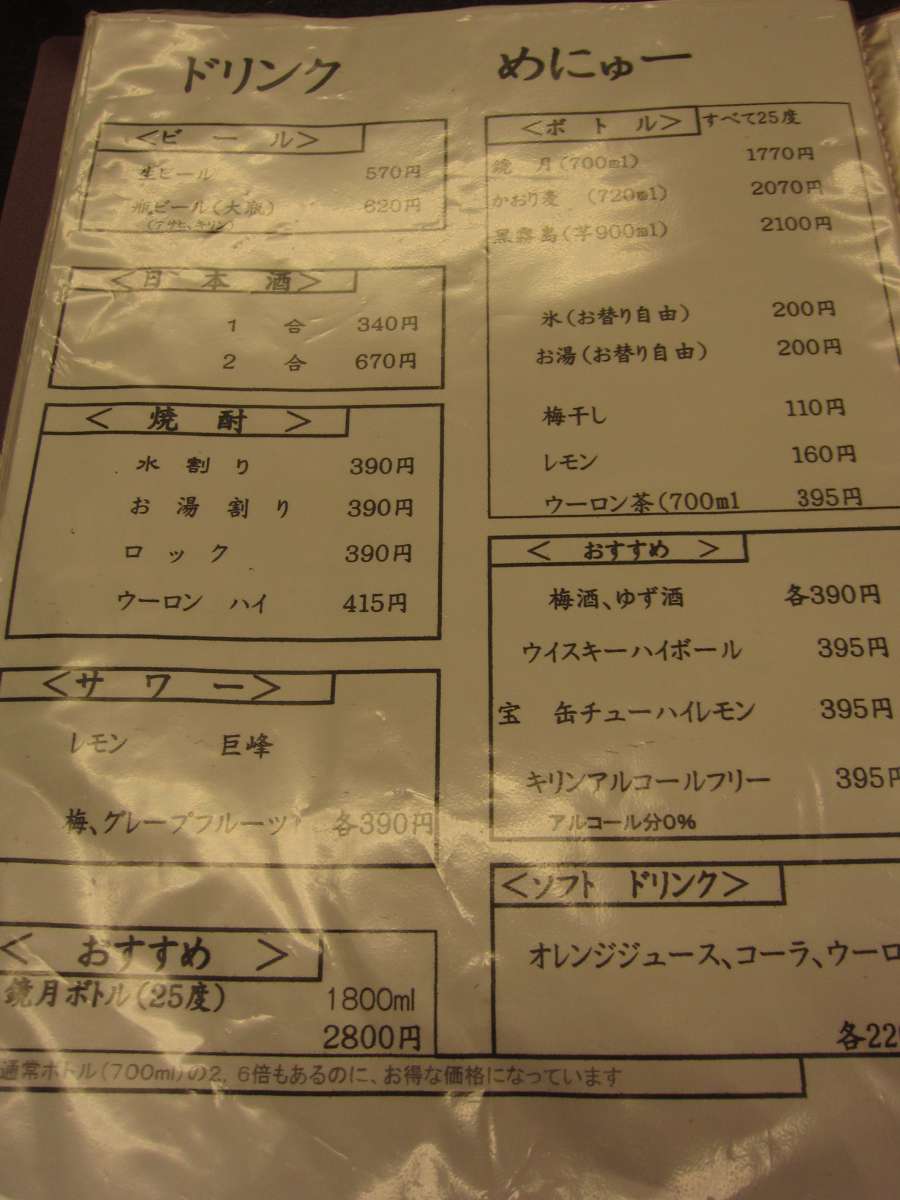 ドリンク めにゅー
＜ビール＞
生ビール 570円
瓶ビール(大瓶) 620円
(アサヒ、キリン)
＜日本酒＞
1合 340円
2合 670円
＜焼酎＞
水割り 390円
お湯割り 390円
ロック 390円
ウーロンハイ 415円
＜サワー＞
レモン 巨峰
梅、グレープフルーツ 各390円
＜おすすめ＞
鏡月ボトル(25度) 1800ml
2800円
通常ボトル(700ml)の2,6倍もあるのに、お得な価格になっています
＜ボトル＞ すべて25度
鏡月(700ml) 1770円
かおり麦 (720ml) 2070円
黒霧島(芋900ml) 2100円
氷(お替り自由) 200円
お湯(お替り自由) 200円
梅干し 110円
レモン 160円
ウーロン茶(700ml 395円
＜おすすめ＞
梅酒、ゆず酒 各390円
ウイスキーハイボール 395円
宝 缶チューハイレモン 395円
キリンアルコールフリー 395円
アルコール分0%
＜ソフトドリンク＞
オレンジジュース、コーラ、ウーロ
各22